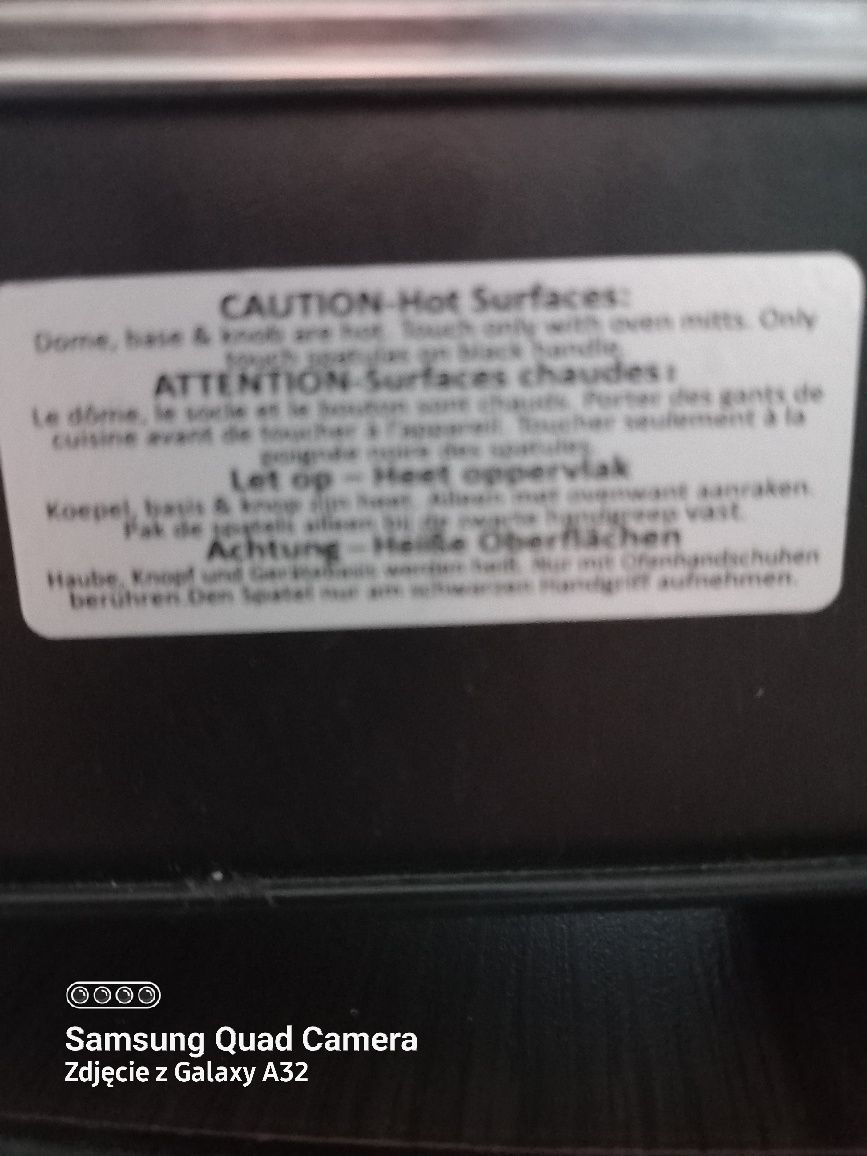 CAUTION-Hot Surfaces:
Dome, base & knob are hot. Touch only with oven mitts. Only
touch spatulas on black handle.
ATTENTION-Surfaces chaudes:
Le dôme, le socle et le bouton sont chauds. Porter des gants de
cuisine avant de toucher à l'appareil. Toucher seulement à la
poignée noire des spatules.
Let op – Heet oppervlak
Koepel, basis & knop zijn heet. Alleen met ovenwant aanraken.
Pak de spatels alleen bij de zwarte handgreep vast.
Achtung – Heiße Oberflächen
Haube, Knopf und Gerätebasis werden heiß. Nur mit Ofenhandschuhen
berühren.Den Spatel nur am schwarzen Handgriff aufnehmen.
Samsung Quad Camera
Zdjęcie z Galaxy A32